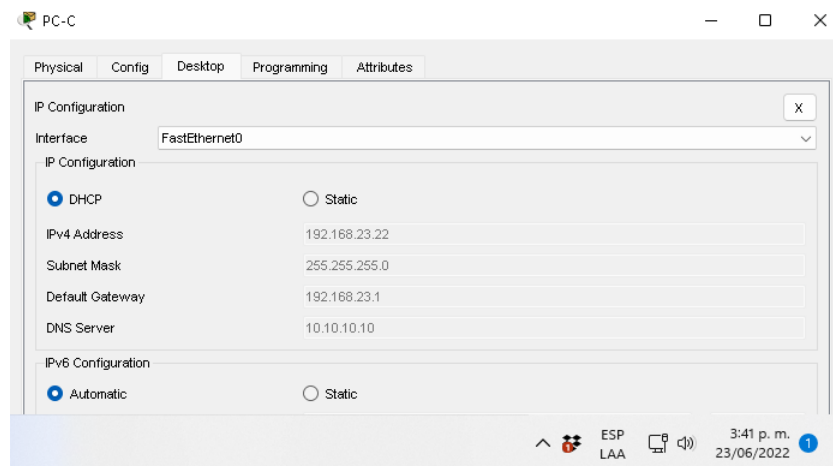 PC-C
Physical Config Desktop Programming Attributes
IP Configuration
X
Interface FastEthernet0
IP Configuration
DHCP Static
IPv4 Address 192.168.23.22
Subnet Mask 255.255.255.0
Default Gateway 192.168.23.1
DNS Server 10.10.10.10
IPv6 Configuration
Automatic Static
ESP
LAA
3:41 p. m.
23/06/2022
1